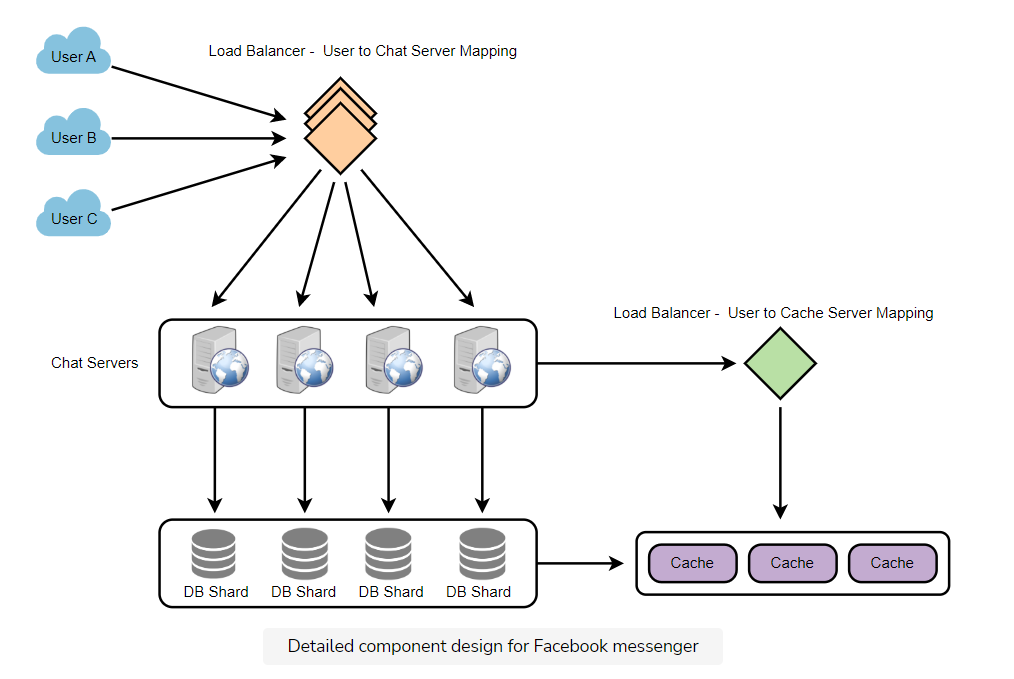 User A
Load Balancer -  User to Chat Server Mapping
User B
User C
Load Balancer -  User to Cache Server Mapping
Chat Servers
Cache
Cache
Cache
DB Shard
DB Shard
DB Shard
DB Shard
Detailed component design for Facebook messenger